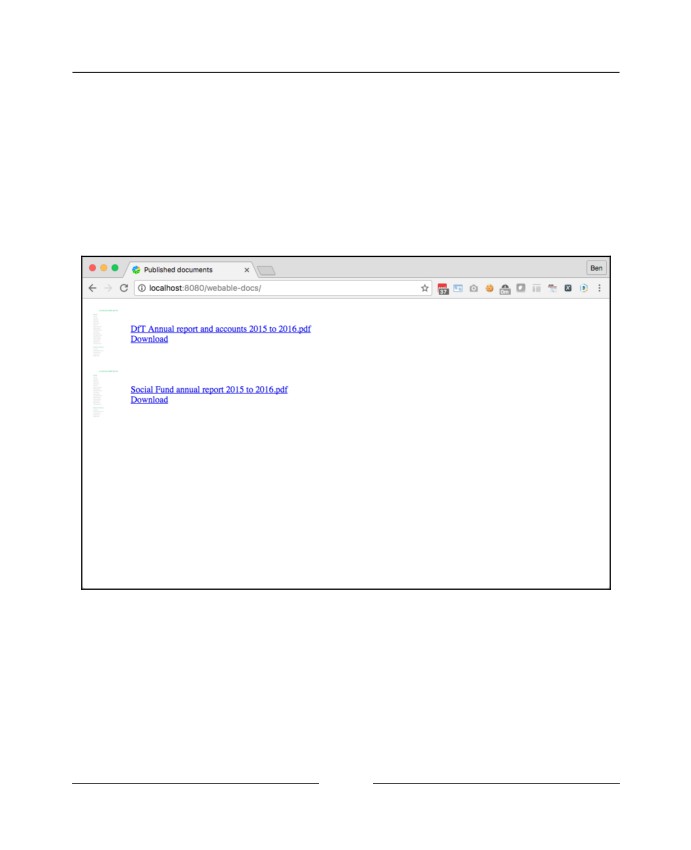 Published documents
Ben
localhost:8080/webable-docs/
DfT Annual report and accounts 2015 to 2016.pdf
Download
Social Fund annual report 2015 to 2016.pdf
Download